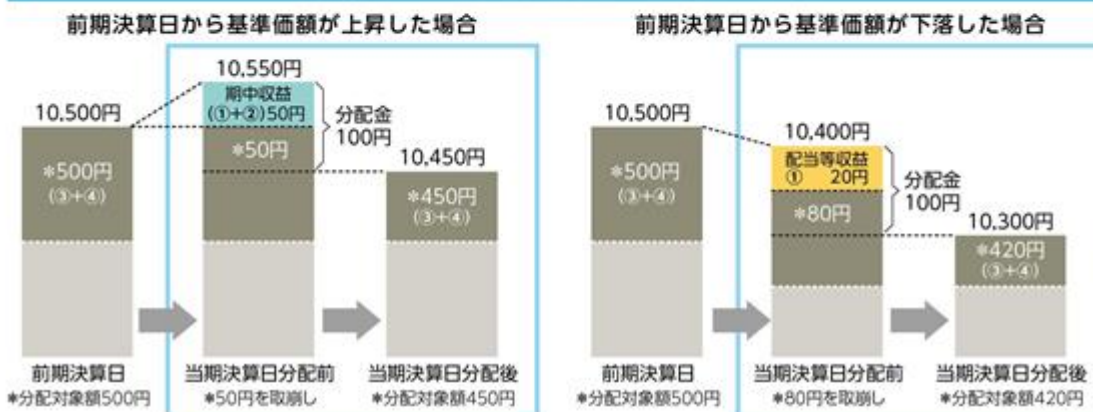 前期決算日から基準価額が上昇した場合
10,550円
期中収益
(①+②)50円
10,500円
分配金
100円
*50円
10,450円
*500円
(③+④)
*450円
(③+④)
前期決算日
*分配対象額500円
当期決算日分配前
*50円を取崩し
当期決算日分配後
*分配対象額450円
前期決算日から基準価額が下落した場合
10,500円
10,400円
配当等収益
① 20円
*500円
(③+④)
分配金
100円
*80円
10,300円
*420円
(③+④)
前期決算日
*分配対象額500円
当期決算日分配前
*80円を取崩し
当期決算日分配後
*分配対象額420円